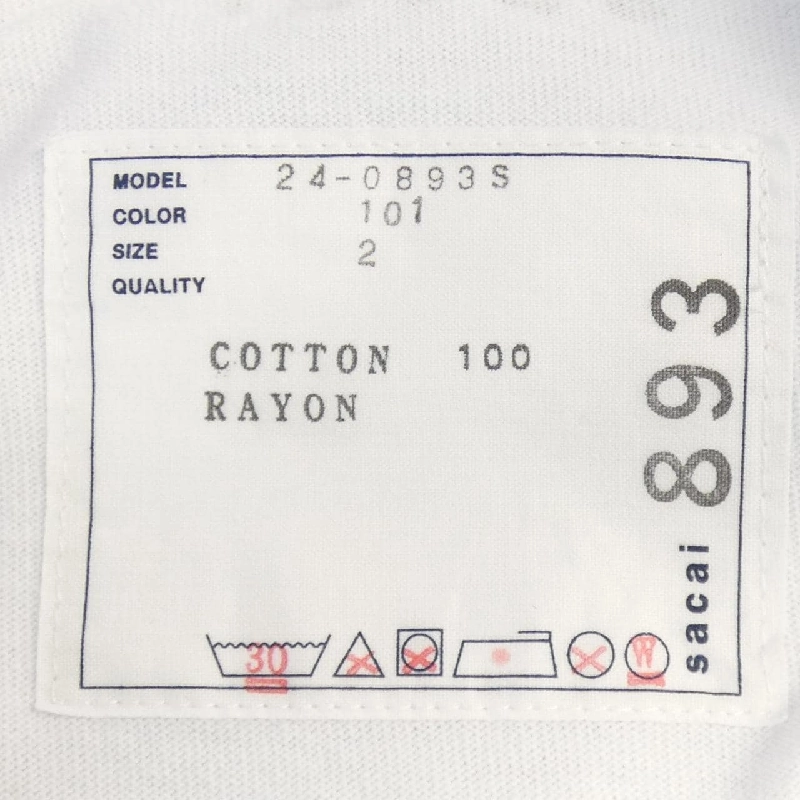 MODEL 24-0893S
COLOR 101
SIZE 2
QUALITY
COTTON 100
RAYON
sacai 893
30
W